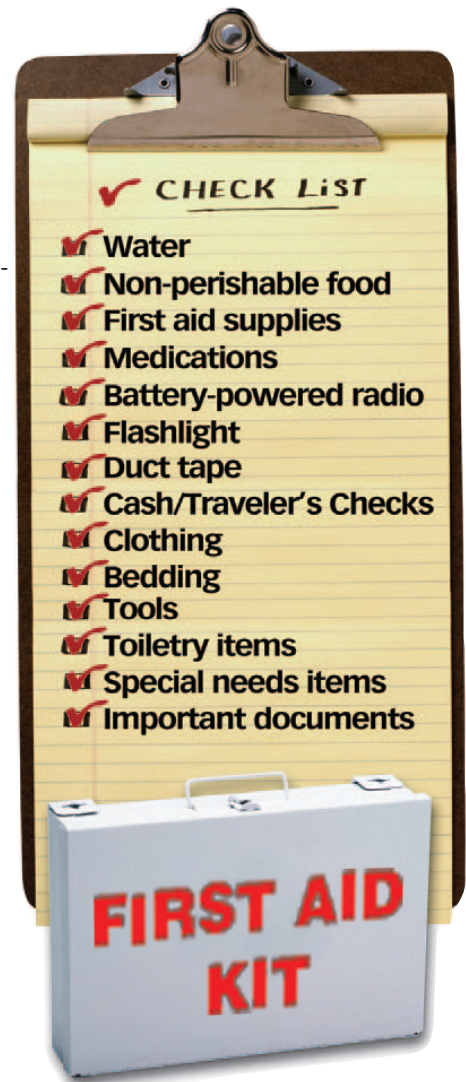 CHECK LiST
Water
Non-perishable food
First aid supplies
Medications
Battery-powered radio
Flashlight
Duct tape
Cash/Traveler's Checks
Clothing
Bedding
Tools
Toiletry items
Special needs items
Important documents
FIRST AID
KIT